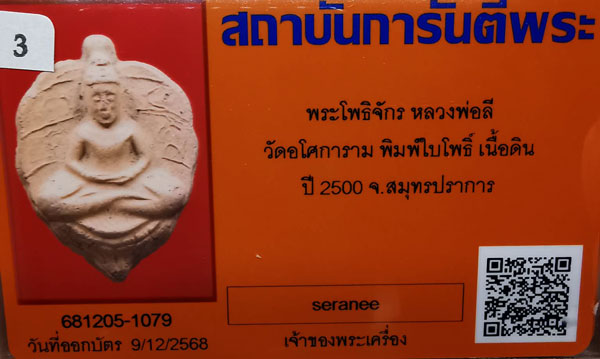 3
สถาบันการันตีพระ
พระโพธิจักร หลวงพ่อลี
วัดอโศการาม พิมพ์ใบโพธิ์ เนื้อดิน
ปี 2500 จ.สมุทรปราการ
seranee
เจ้าของพระเครื่อง
681205-1079
วันที่ออกบัตร 9/12/2568